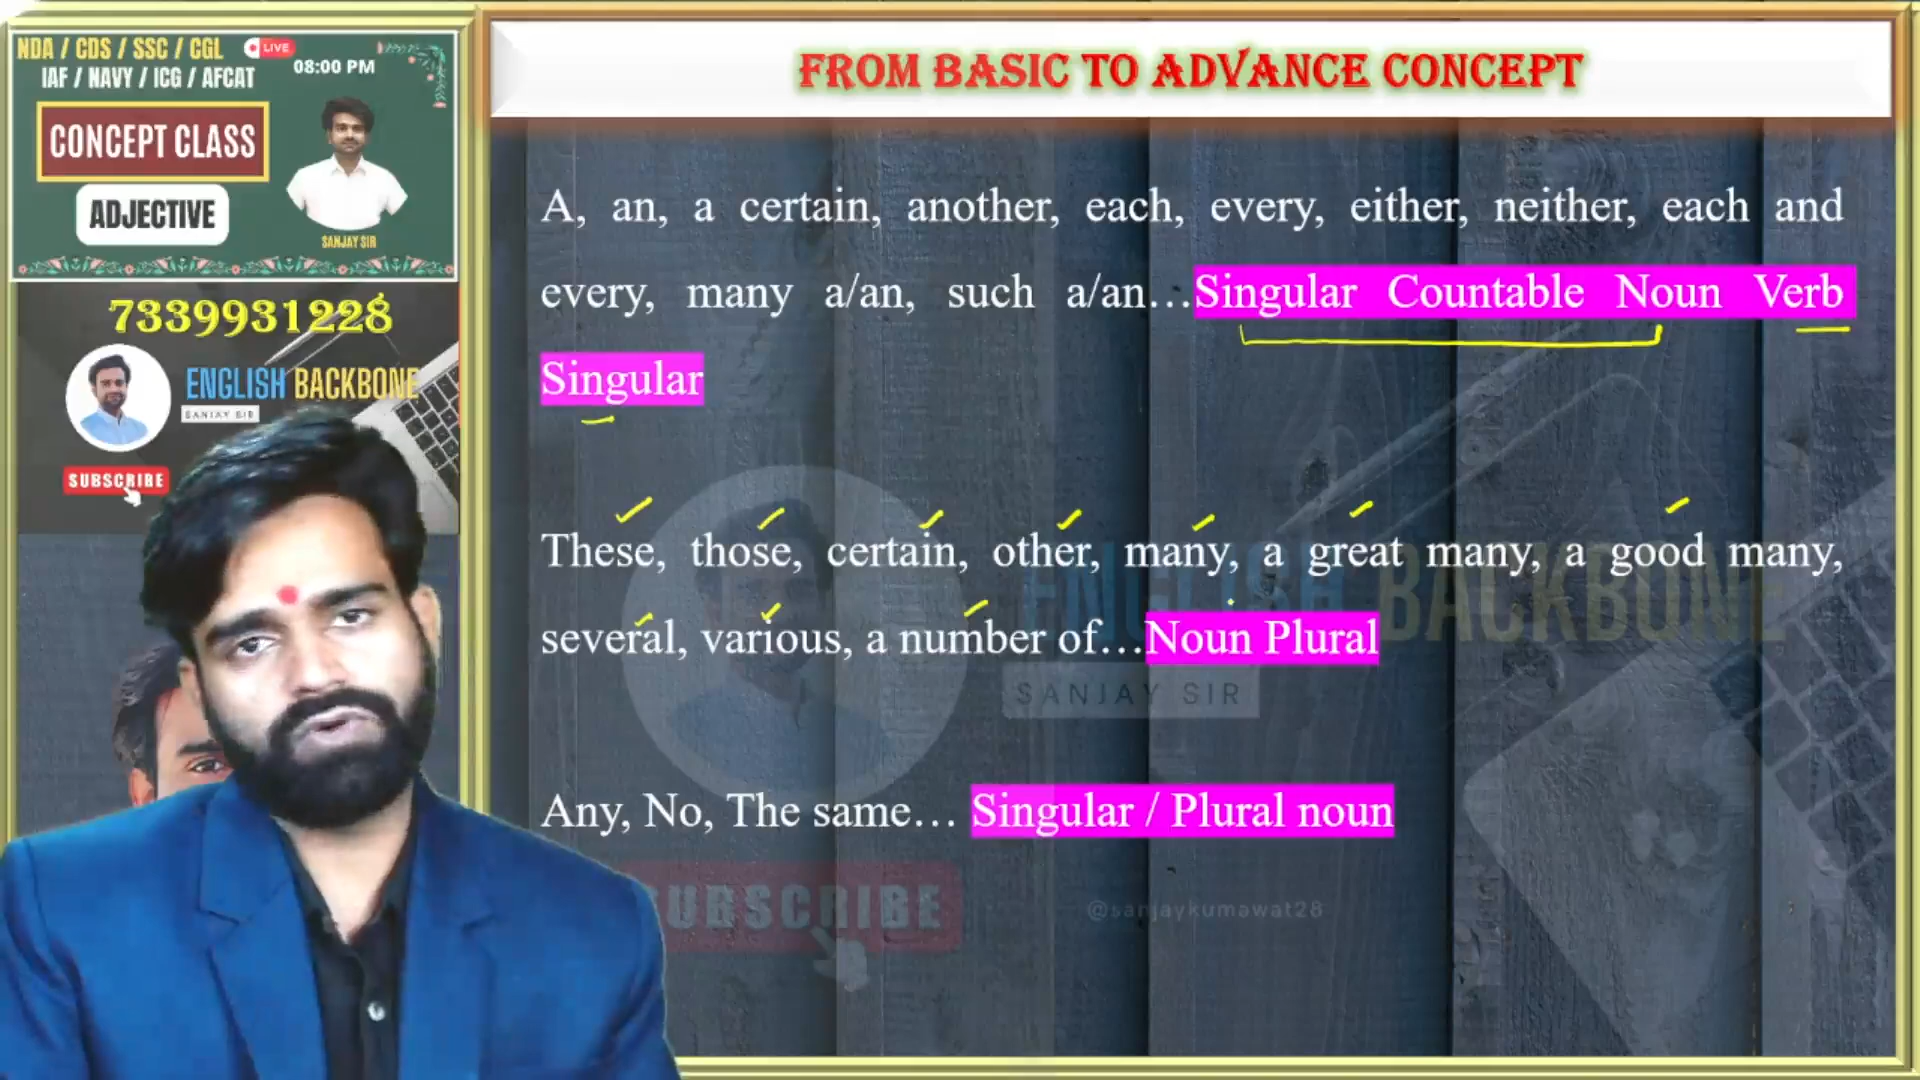 NDA / CDS / SSC / CGL
LIVE
08:00 PM
IAF / NAVY / ICG / AFCAT
CONCEPT CLASS
ADJECTIVE
SANJAY SIR
7339931228
ENGLISH BACKBONE
SANJAY SIR
SUBSCRIBE
FROM BASIC TO ADVANCE CONCEPT
A, an, a certain, another, each, every, either, neither, each and
every, many a/an, such a/an…Singular Countable Noun Verb
Singular
These, those, certain, other, many, a great many, a good many,
several, various, a number of…Noun Plural
Any, No, The same… Singular / Plural noun
ENGLISH BACKBONE
SANJAY SIR
SUBSCRIBE
@sanjaykumawat28